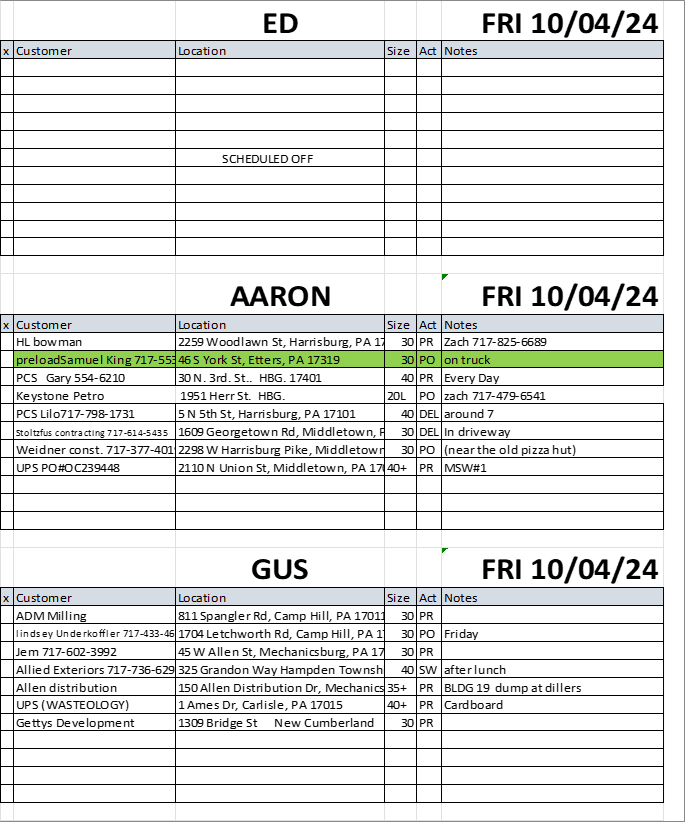 ED FRI 10/04/24
x Customer Location Size Act Notes
SCHEDULED OFF
AARON FRI 10/04/24
x Customer Location Size Act Notes
HL bowman 2259 Woodlawn St, Harrisburg, PA 17 30 PR Zach 717-825-6689
preloadSamuel King 717-553 46 S York St, Etters, PA 17319 30 PO on truck
PCS Gary 554-6210 30 N. 3rd. St.. HBG. 17401 40 PR Every Day
Keystone Petro 1951 Herr St. HBG. 20L PO zach 717-479-6541
PCS Lilo717-798-1731 5 N 5th St, Harrisburg, PA 17101 40 DEL around 7
Stoltzfus contracting 717-614-5435 1609 Georgetown Rd, Middletown, P 30 DEL In driveway
Weidner const. 717-377-401 2298 W Harrisburg Pike, Middletown 30 PO (near the old pizza hut)
UPS PO#OC239448 2110 N Union St, Middletown, PA 170 40+ PR MSW#1
GUS FRI 10/04/24
x Customer Location Size Act Notes
ADM Milling 811 Spangler Rd, Camp Hill, PA 17011 30 PR
lindsey Underkoffler 717-433-46 1704 Letchworth Rd, Camp Hill, PA 17 30 PO Friday
Jem 717-602-3992 45 W Allen St, Mechanicsburg, PA 17 30 PR
Allied Exteriors 717-736-629 325 Grandon Way Hampden Townsh 40 SW after lunch
Allen distribution 150 Allen Distribution Dr, Mechanics 35+ PR BLDG 19 dump at dillers
UPS (WASTEOLOGY) 1 Ames Dr, Carlisle, PA 17015 40+ PR Cardboard
Gettys Development 1309 Bridge St New Cumberland 30 PR